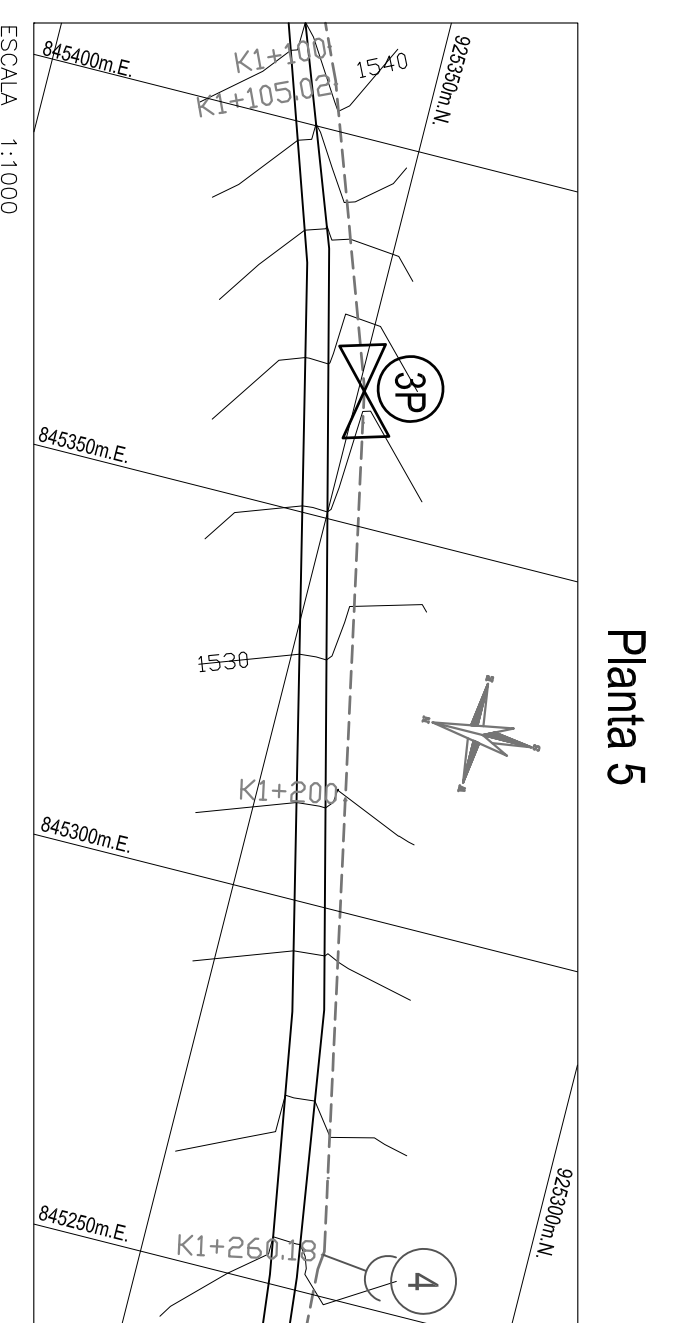 Planta 5
925350m.N.
1540
K1+100
K1+105.02
845400m.E.
ESCALA 1:1000
3P
845350m.E.
1530
K1+200
845300m.E.
925300m.N.
845250m.E.
K1+260.18
4